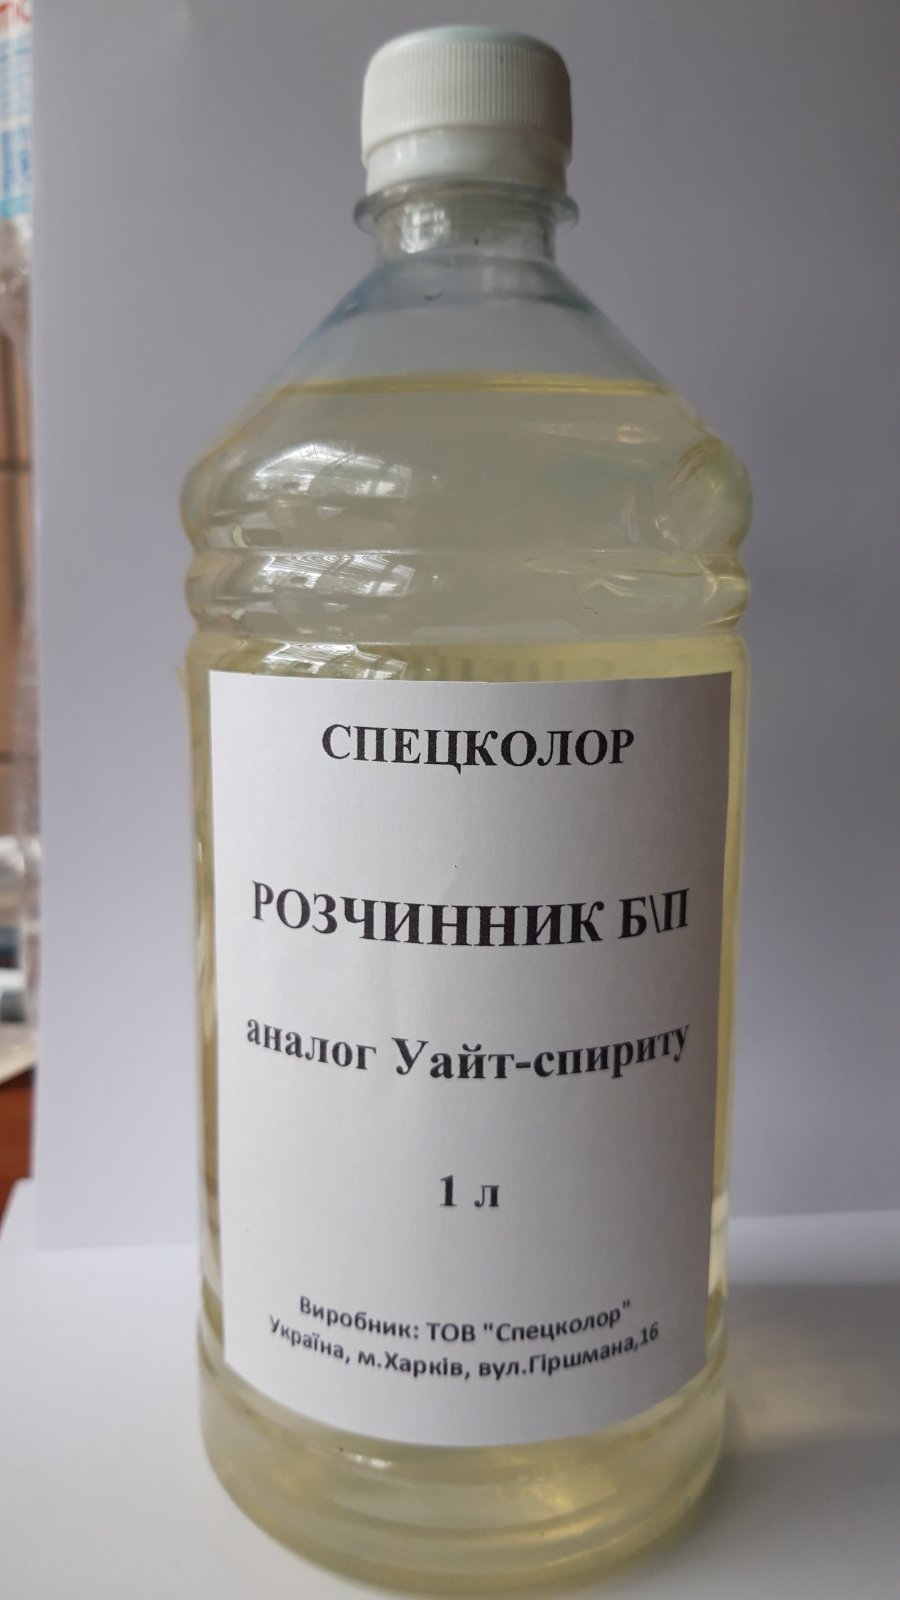 СПЕЦКОЛОР
РОЗЧИННИК Б\П
аналог Уайт-спириту
1 л
Виробник: ТОВ "Спецколор"
Україна, м.Харків, вул.Гіршмана,16